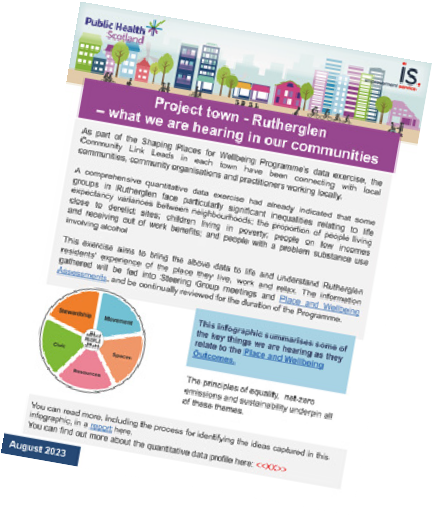 Public Health
Scotland
is.
improvement service
Project town - Rutherglen
– what we are hearing in our communities
As part of the Shaping Places for Wellbeing Programme's data exercise, the
Community Link Leads in each town have been connecting with local
communities, community organisations and practitioners working locally.
A comprehensive quantitative data exercise had already indicated that some
groups in Rutherglen face particularly significant inequalities relating to life
expectancy variances between neighbourhoods; the proportion of people living
close to derelict sites; children living in poverty; people on low incomes
and receiving out of work benefits; and people with a problem substance use
involving alcohol
This exercise aims to bring the above data to life and understand Rutherglen
residents' experience of the place they live, work and relax. The information
gathered will be fed into Steering Group meetings and Place and Wellbeing
Assessments, and be continually reviewed for the duration of the Programme.
Stewardship
Movement
Civic
Spaces
Resources
This infographic summarises some of
the key things we are hearing as they
relate to the Place and Wellbeing
Outcomes.
The principles of equality, net-zero
emissions and sustainability underpin all
of these themes.
You can read more, including the process for identifying the ideas captured in this
infographic, in a report here.
You can find out more about the quantitative data profile here: <<XX>>
August 2023